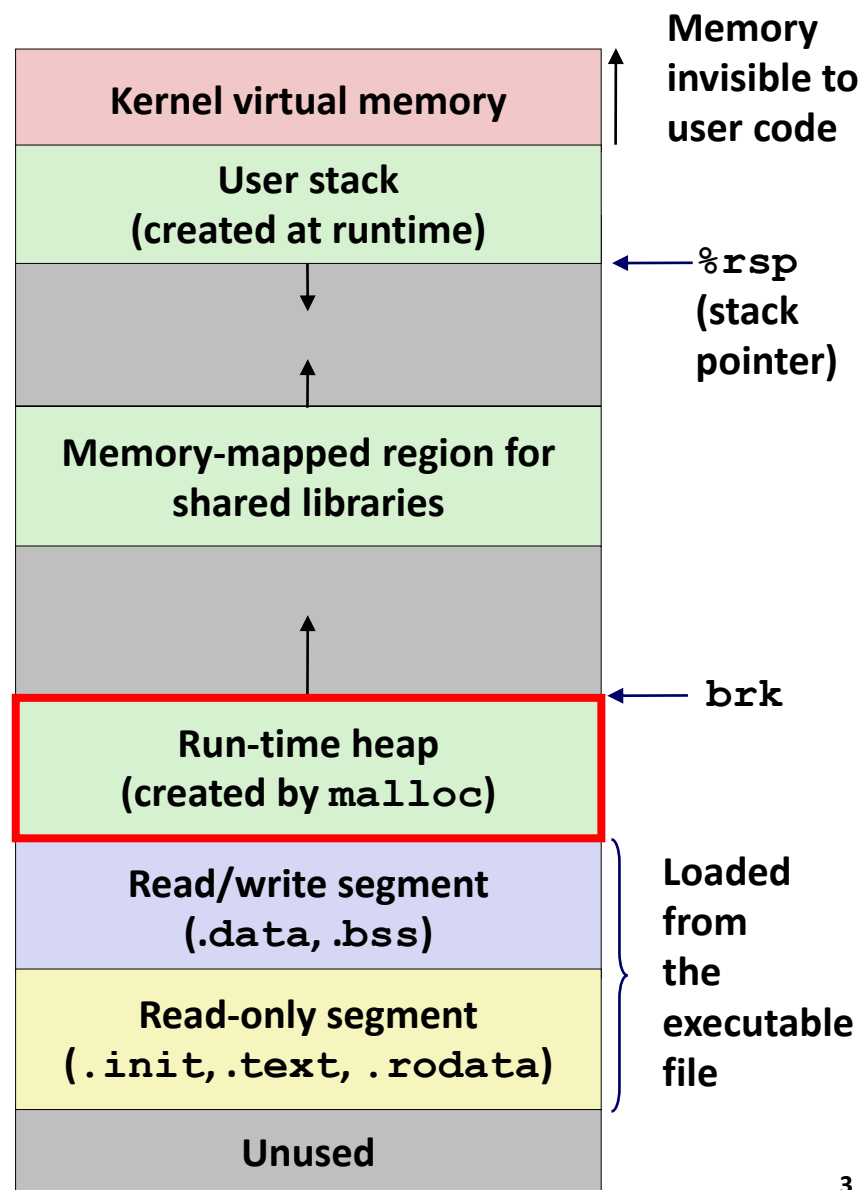 Memory
invisible to
user code
Kernel virtual memory
User stack
(created at runtime)
%rsp
(stack
pointer)
Memory-mapped region for
shared libraries
brk
Run-time heap
(created by malloc)
Read/write segment
(.data, .bss)
Read-only segment
(.init, .text, .rodata)
Loaded
from
the
executable
file
Unused
3